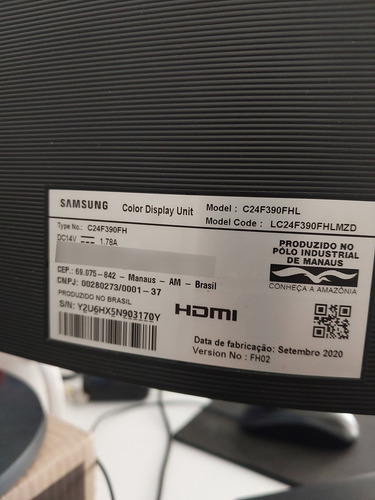 SAMSUNG Color Display Unit
Model : C24F390FHL
Model Code : LC24F390FHLMZD
Type No.: C24F390FH
DC14V 1.78A
CEP.: 69.075-842 - Manaus - AM - Brasil
CNPJ: 00280273/0001-37
PRODUZIDO NO BRASIL
S/N: Y2U6HX5N903170Y
PRODUZIDO NO
PÓLO INDUSTRIAL
DE MANAUS
CONHEÇA A AMAZÔNIA
HDMI
Data de fabricação: Setembro 2020
Version No : FH02